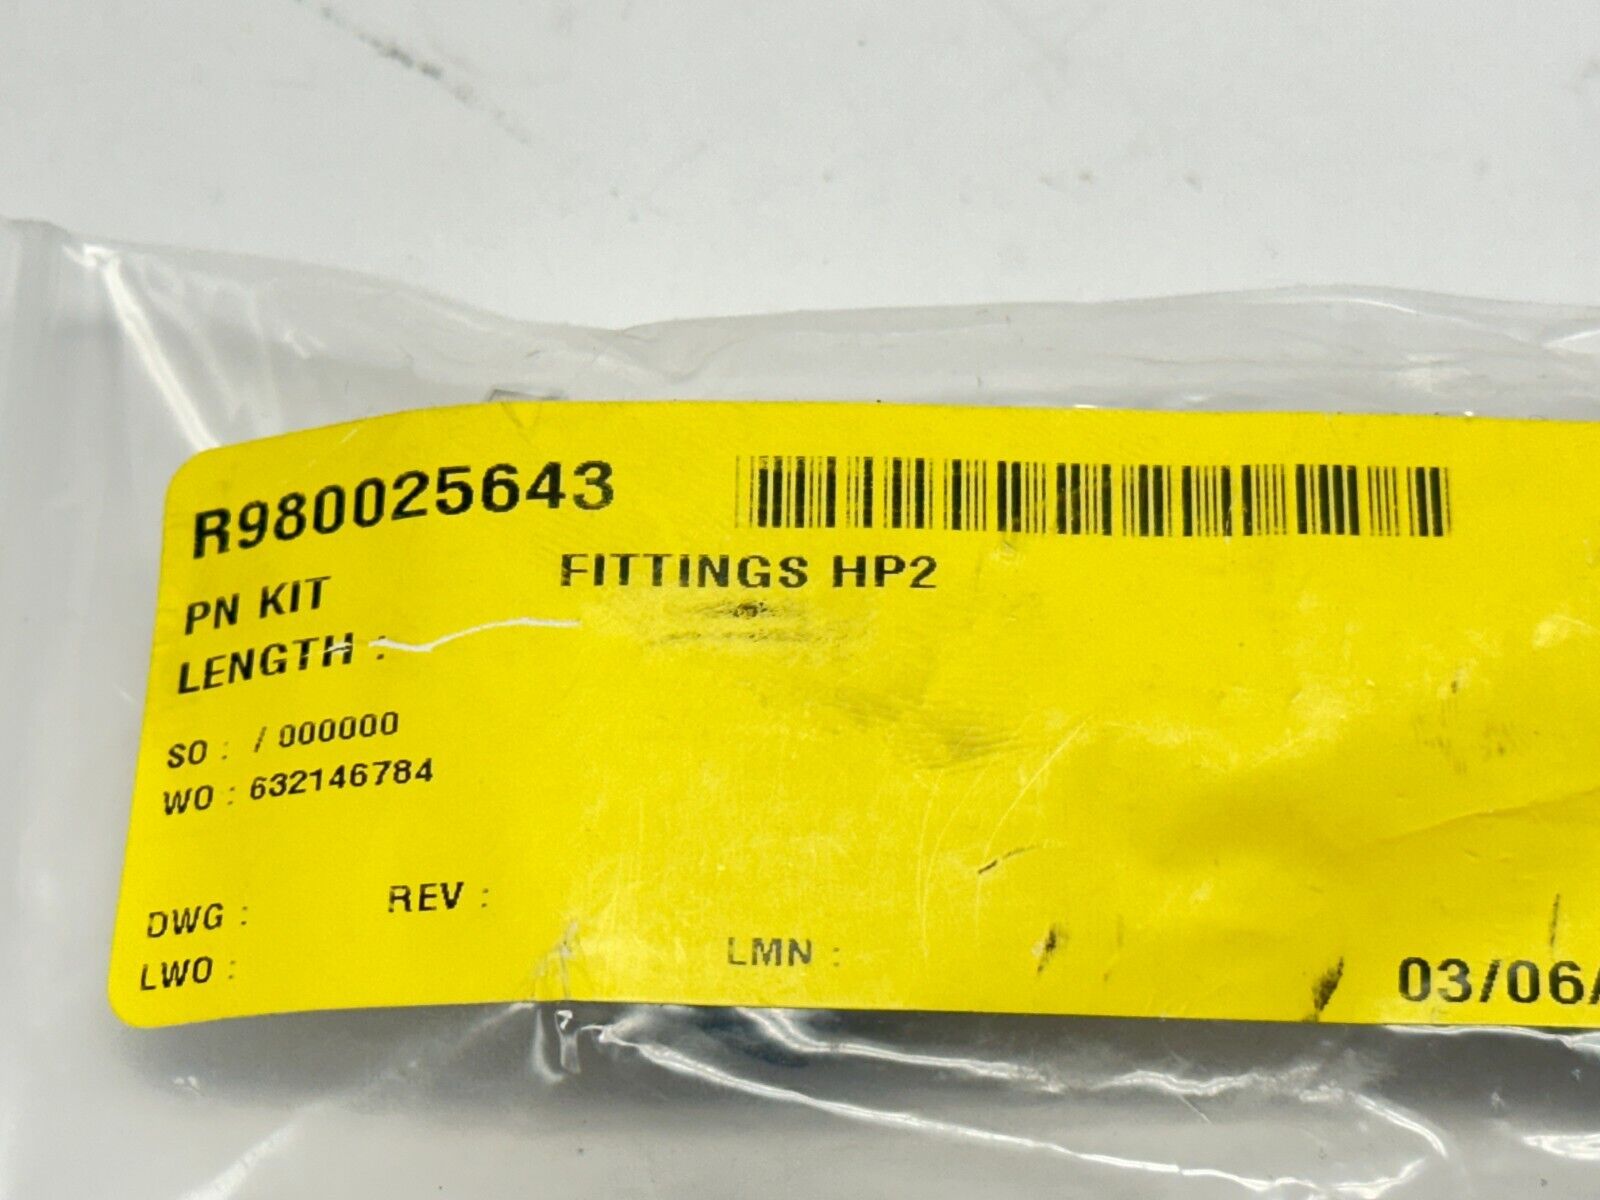 R980025643
PN KIT FITTINGS HP2
LENGTH :
SO : / 000000
WO : 632146784
DWG : REV :
LWO : LMN : 03/06/